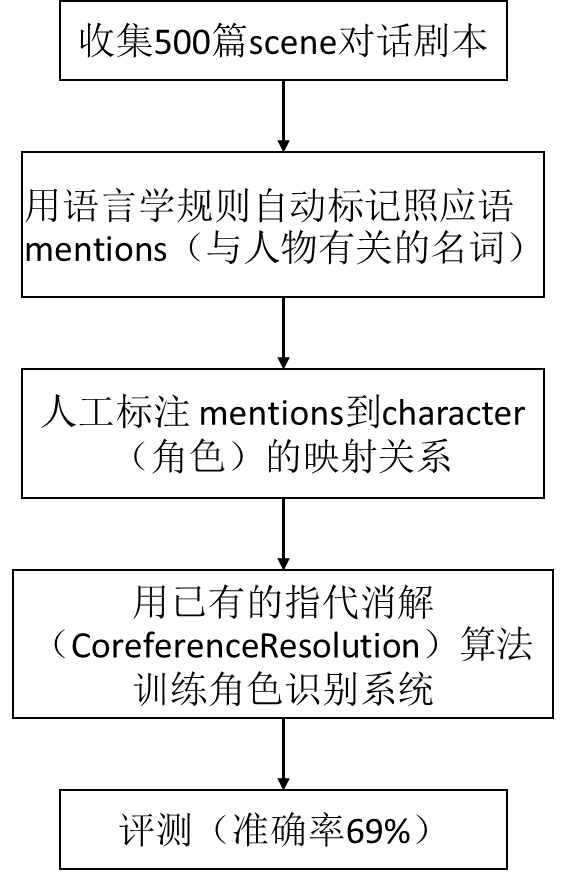 收集500篇scene对话剧本
用语言学规则自动标记照应语
mentions（与人物有关的名词）
人工标注 mentions到character
（角色）的映射关系
用已有的指代消解
（CoreferenceResolution）算法
训练角色识别系统
评测（准确率69%）